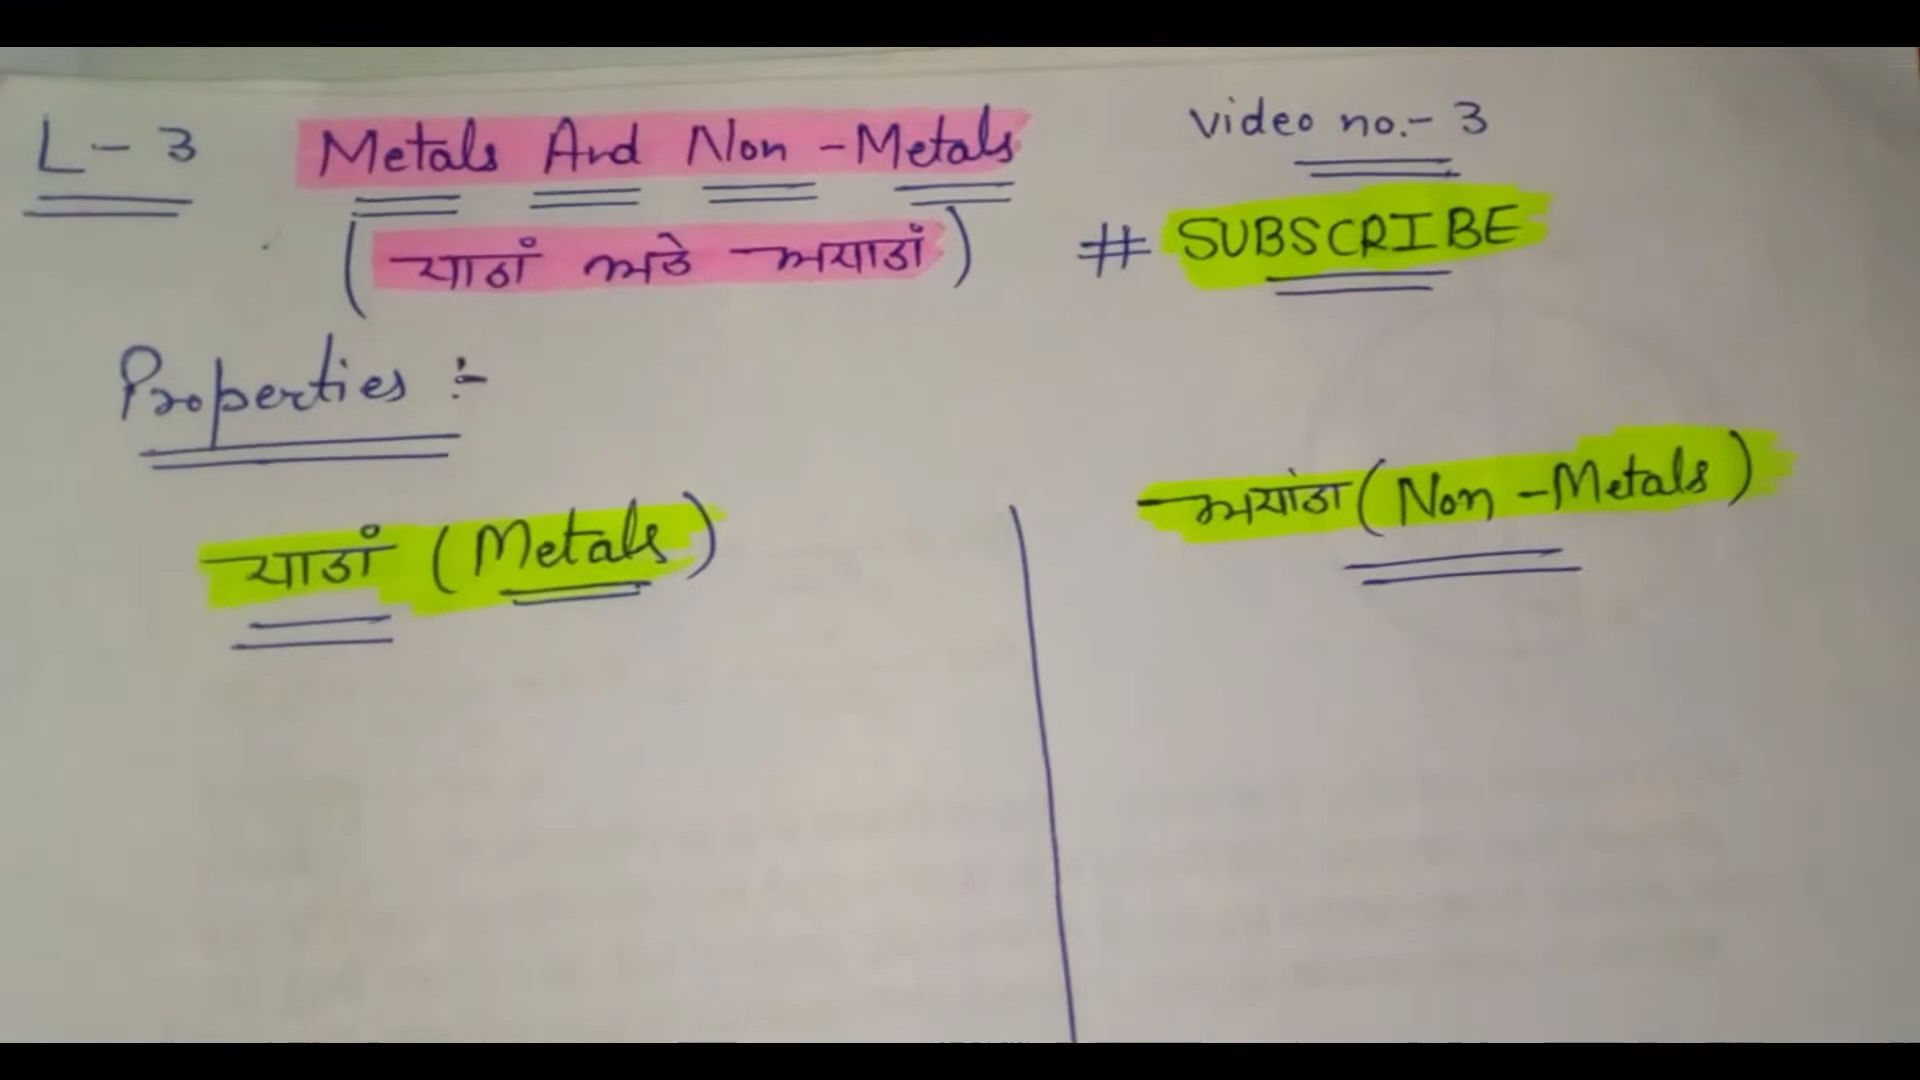 L-3 Metals And Non-Metals video no.- 3
(ਧਾਤਾਂ ਅਤੇ ਅਧਾਤਾਂ) # SUBSCRIBE
Properties :-
ਧਾਤਾਂ (Metals)
ਅਧਾਂਤਾ (Non-Metals)